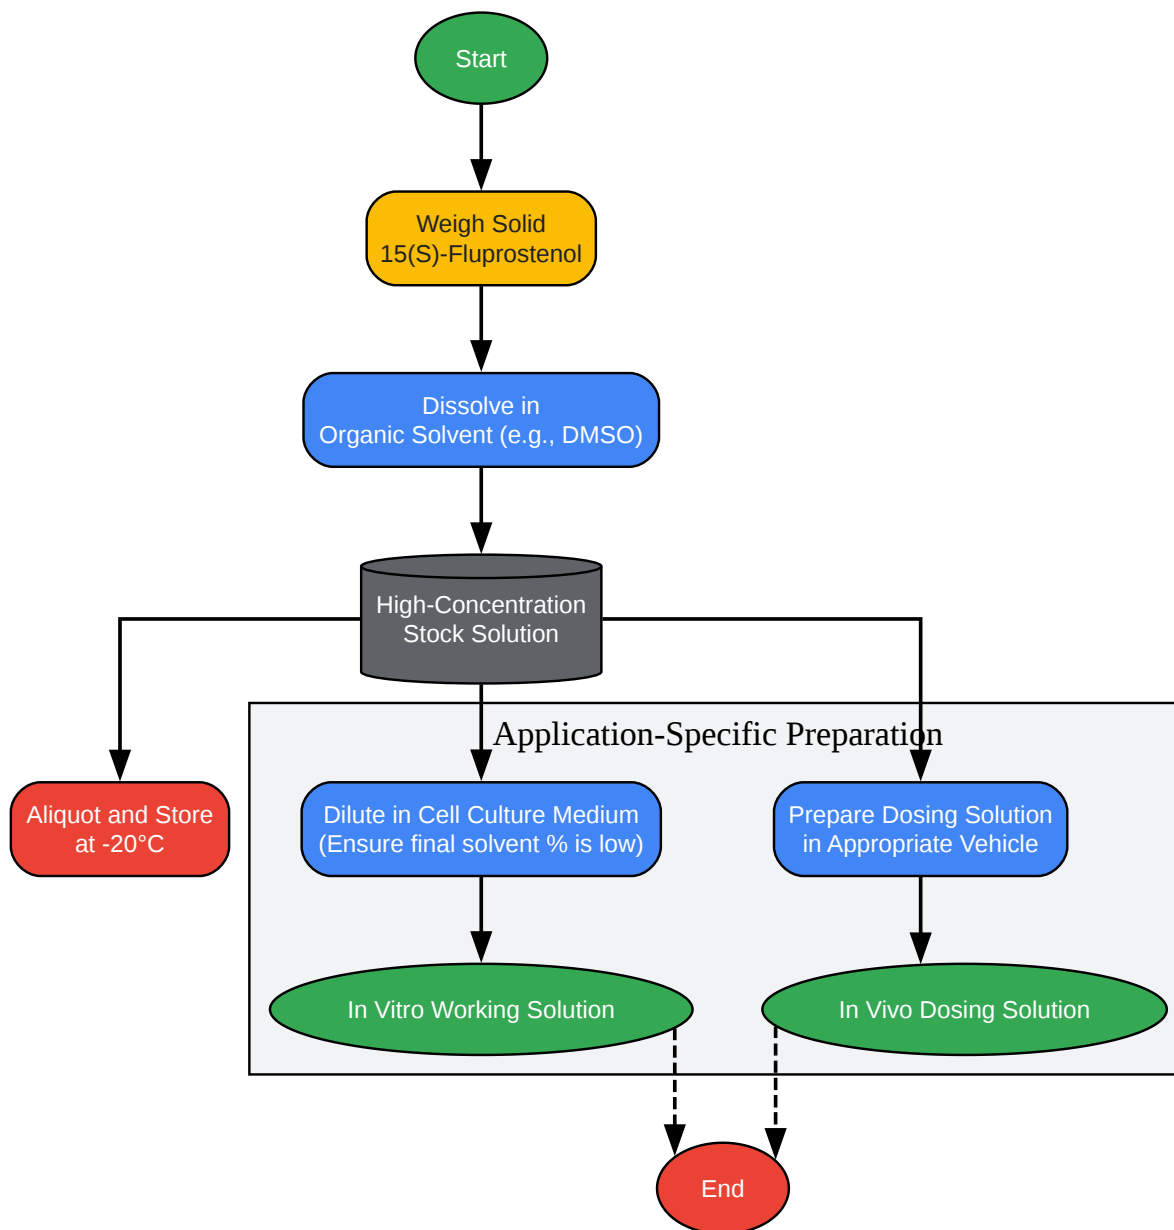 Start
Weigh Solid
15(S)-Fluprostenol
Dissolve in
Organic Solvent (e.g., DMSO)
High-Concentration
Stock Solution
Application-Specific Preparation
Aliquot and Store
at -20°C
Dilute in Cell Culture Medium
(Ensure final solvent % is low)
Prepare Dosing Solution
in Appropriate Vehicle
In Vitro Working Solution
In Vivo Dosing Solution
End